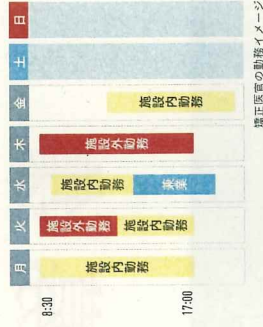 月 火 水 木 金 土 日
8:30
施設内勤務
施設外勤務
施設内勤務
施設内勤務
兼業
施設外勤務
施設内勤務
17:00
矯正医官の勤務イメージ